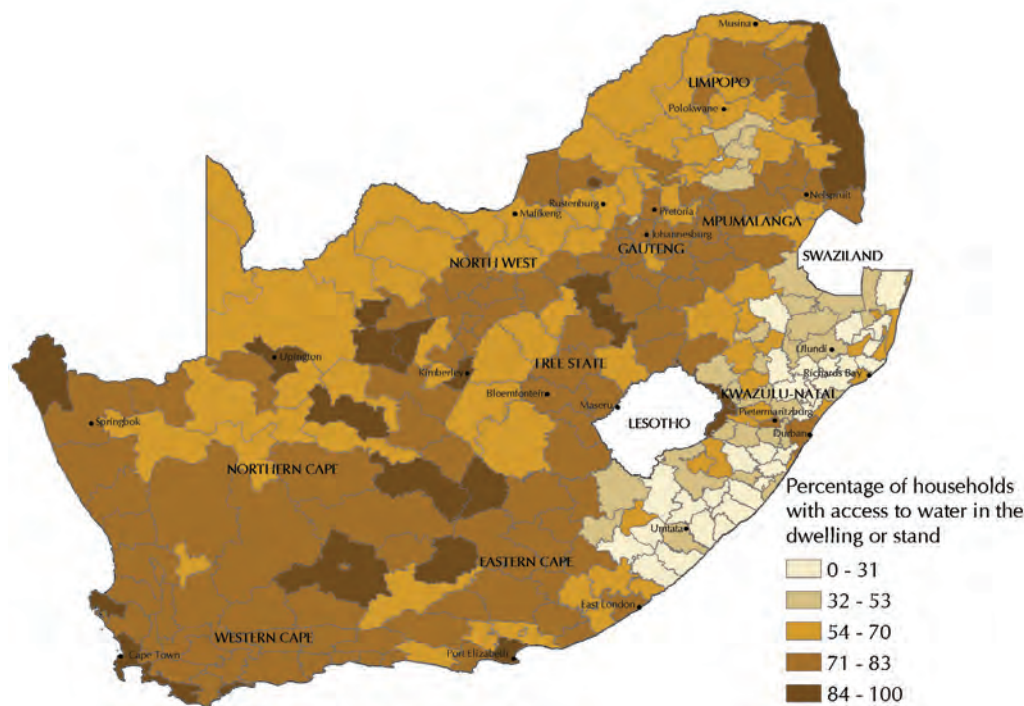 Musina
LIMPOPO
Polokwane
Nelspruit
Rustenburg
Pretoria
Mafikeng
MPUMALANGA
Johannesburg
GAUTENG
SWAZILAND
NORTH WEST
Ulundi
Upington
FREE STATE
Kimberley
Richards Bay
Bloemfontein
KWAZULU-NATAL
Maseru
Pietermaritzburg
Springbok
LESOTHO
Durban
NORTHERN CAPE
Umtata
EASTERN CAPE
East London
WESTERN CAPE
Port Elizabeth
Cape Town
Percentage of households
with access to water in the
dwelling or stand
0 - 31
32 - 53
54 - 70
71 - 83
84 - 100